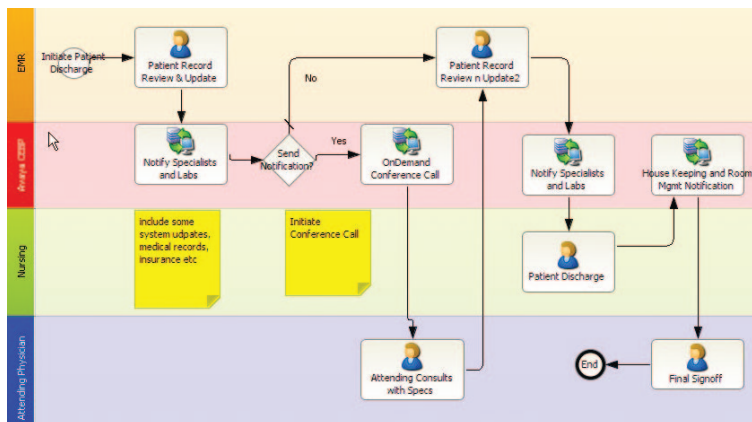 EMR
Initiate Patient
Discharge
Patient Record
Review & Update
No
Patient Record
Review n Update2
Avaya CEBP
Notify Specialists
and Labs
Send
Notification?
Yes
OnDemand
Conference Call
Notify Specialists
and Labs
House Keeping and Room
Mgmt Notification
Nursing
include some
system udpates,
medical records,
insurance etc
Initiate
Conference Call
Patient Discharge
Attending Physician
Attending Consults
with Specs
End
Final Signoff